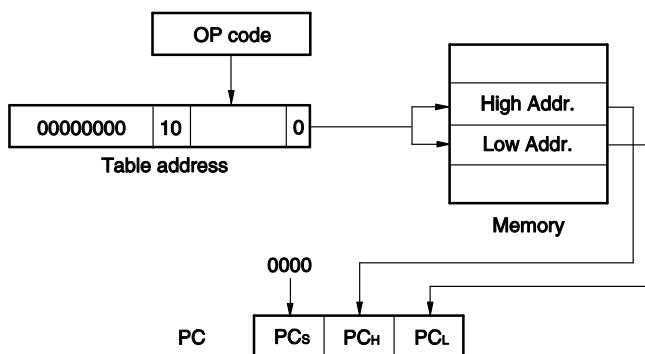 OP code
00000000 10 0
Table address
High Addr.
Low Addr.
Memory
0000
PC PCS PCH PCL